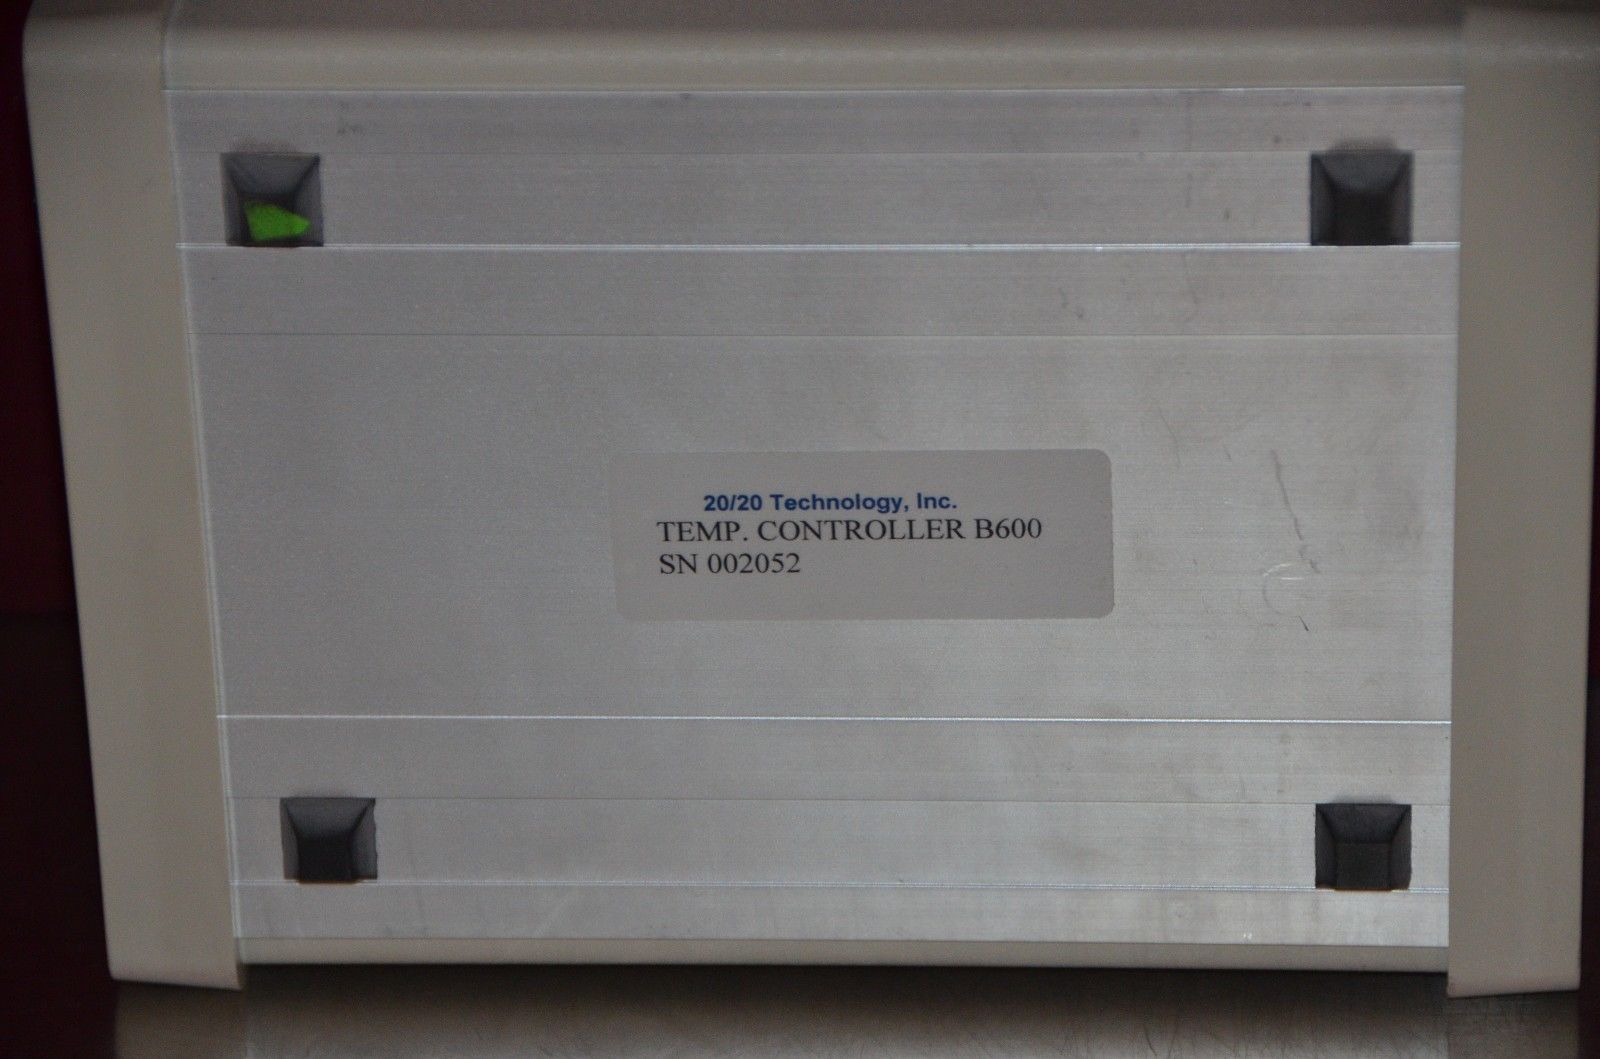 20/20 Technology, Inc.
TEMP. CONTROLLER B600
SN 002052